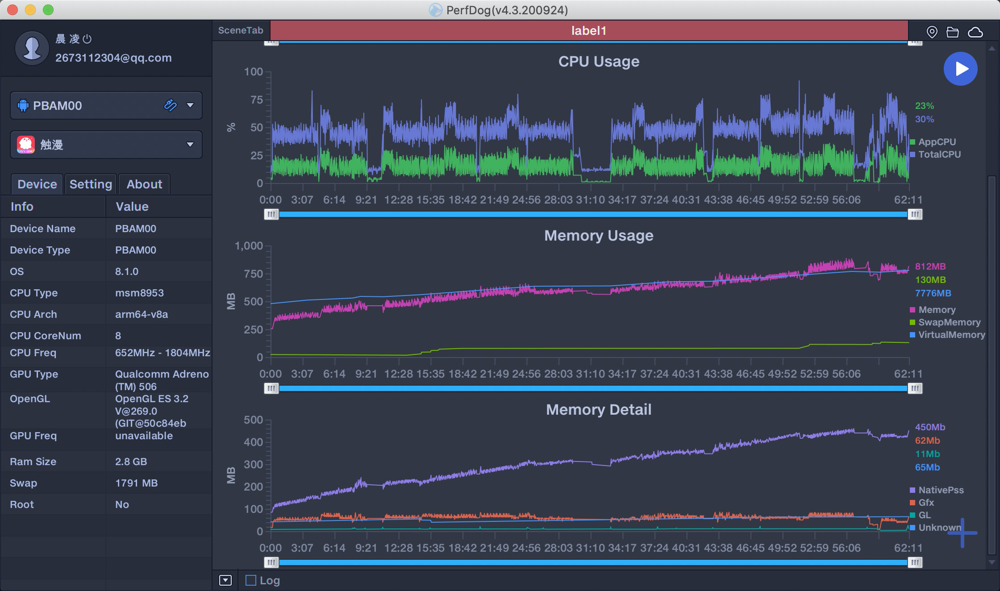 PerfDog(v4.3.200924)
晨 凌
2673112304@qq.com
PBAM00
触漫
Device Setting About
Info Value
Device Name PBAM00
Device Type PBAM00
OS 8.1.0
CPU Type msm8953
CPU Arch arm64-v8a
CPU CoreNum 8
CPU Freq 652MHz - 1804MHz
GPU Type Qualcomm Adreno
(TM) 506
OpenGL OpenGL ES 3.2
V@269.0
(GIT@50c84eb
GPU Freq unavailable
Ram Size 2.8 GB
Swap 1791 MB
Root No
SceneTab label1
CPU Usage
100
75
50
25
0
%
0:00 3:07 6:14 9:21 12:28 15:35 18:42 21:49 24:56 28:03 31:10 34:17 37:24 40:31 43:38 46:45 49:52 52:59 56:06 62:11
23%
30%
AppCPU
TotalCPU
Memory Usage
1,000
750
500
250
0
MB
0:00 3:07 6:14 9:21 12:28 15:35 18:42 21:49 24:56 28:03 31:10 34:17 37:24 40:31 43:38 46:45 49:52 52:59 56:06 62:11
812MB
130MB
7776MB
Memory
SwapMemory
VirtualMemory
Memory Detail
500
400
300
200
100
0
MB
0:00 3:07 6:14 9:21 12:28 15:35 18:42 21:49 24:56 28:03 31:10 34:17 37:24 40:31 43:38 46:45 49:52 52:59 56:06 62:11
450Mb
62Mb
11Mb
65Mb
NativePss
Gfx
GL
Unknown
Log